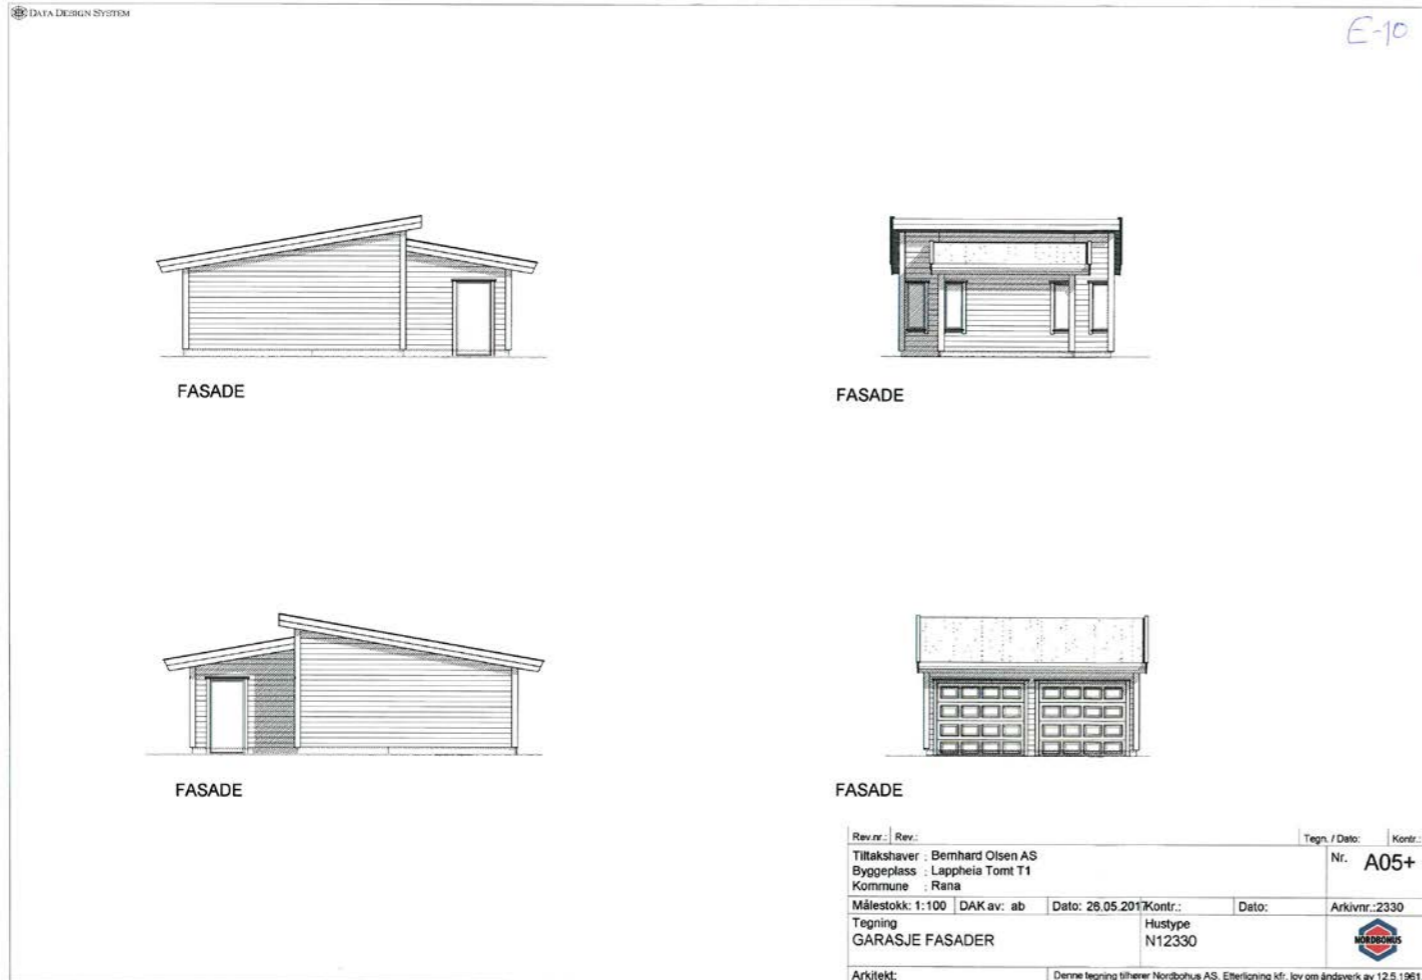 DATA DESIGN SYSTEM
E-10
FASADE
FASADE
FASADE
FASADE
Rev.nr.: Rev.: Tegn. / Dato: Kontr.:
Tiltakshaver : Bernhard Olsen AS
Byggeplass : Lappheia Tomt T1
Kommune : Rana
Nr. A05+
Målestokk: 1:100 DAK av: ab Dato: 26.05.2017 Kontr.: Dato: Arkivnr.:2330
Tegning
GARASJE FASADER
Hustype
N12330
NORDBOHUS
Arkitekt: Denne tegning tilhører Nordbohus AS. Etterligning kfr. lov om åndsverk av 12.5.1961